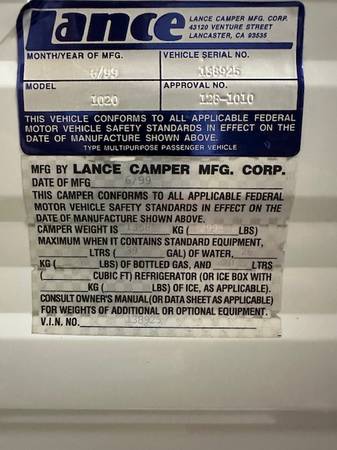 Lance LANCE CAMPER MFG. CORP.
43120 VENTURE STREET
LANCASTER, CA 93535
MONTH/YEAR OF MFG. VEHICLE SERIAL NO.
6/99 138925
MODEL APPROVAL NO.
1020 126-1010
THIS VEHICLE CONFORMS TO ALL APPLICABLE FEDERAL
MOTOR VEHICLE SAFETY STANDARDS IN EFFECT ON THE
DATE OF MANUFACTURE SHOWN ABOVE.
TYPE MULTIPURPOSE PASSENGER VEHICLE
MFG BY LANCE CAMPER MFG. CORP.
DATE OF MFG 6/99
THIS CAMPER CONFORMS TO ALL APPLICABLE FEDERAL
MOTOR VEHICLE SAFETY STANDARDS IN EFFECT ON THE
DATE OF MANUFACTURE SHOWN ABOVE.
CAMPER WEIGHT IS KG ( LBS)
MAXIMUM WHEN IT CONTAINS STANDARD EQUIPMENT,
LTRS ( GAL) OF WATER,
KG ( LBS) OF BOTTLED GAS, AND LTRS
( CUBIC FT) REFRIGERATOR (OR ICE BOX WITH
KG ( LBS) OF ICE, AS APPLICABLE).
CONSULT OWNER'S MANUAL (OR DATA SHEET AS APPLICABLE)
FOR WEIGHTS OF ADDITIONAL OR OPTIONAL EQUIPMENT.
V.I.N. NO.